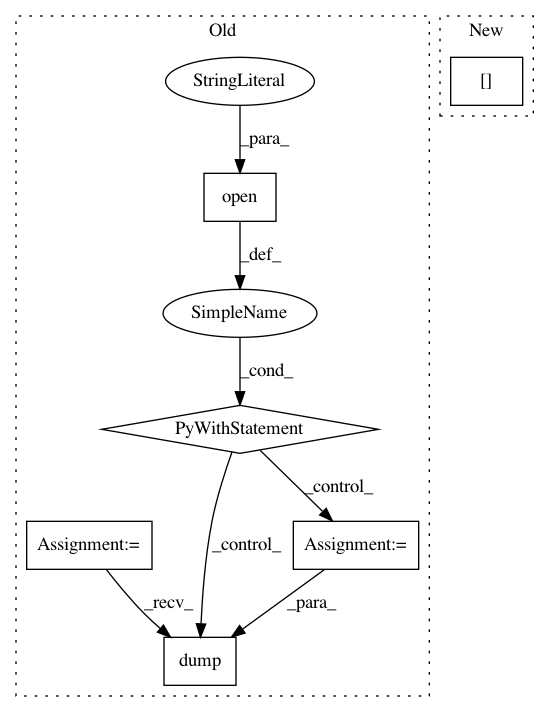 Old
New
StringLiteral
[]
_para_
open
_def_
SimpleName
_cond_
PyWithStatement
_control_
Assignment:=
_control_
Assignment:=
_recv_
_para_
dump